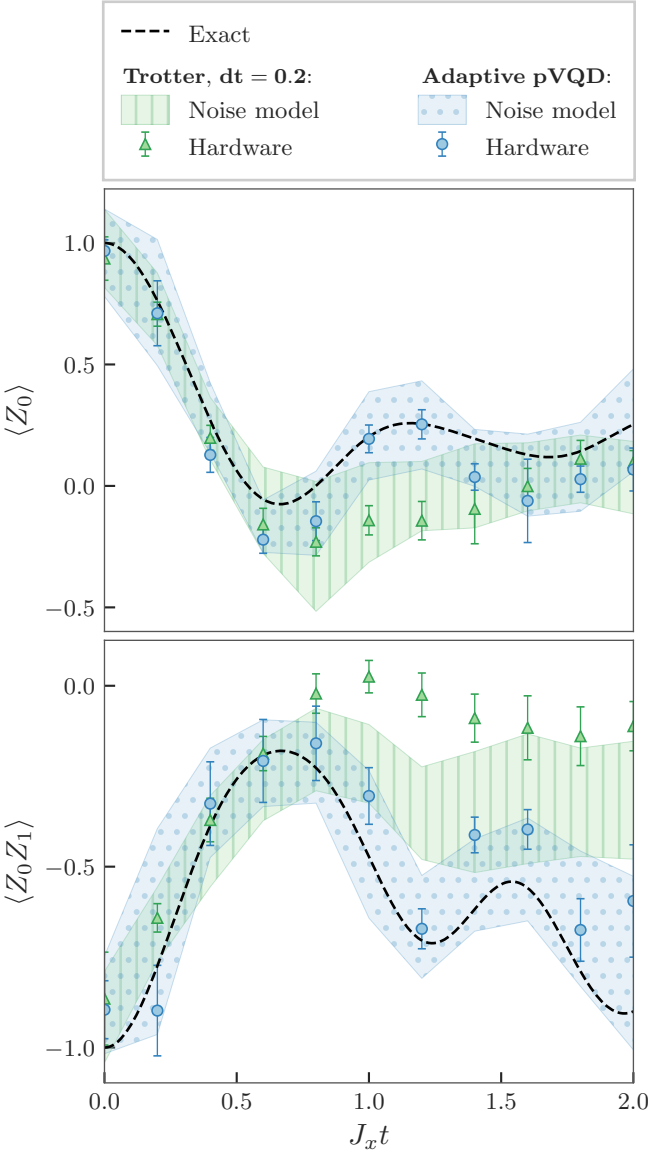 Exact
Trotter, dt = 0.2:
Noise model
Hardware
Adaptive pVQD:
Noise model
Hardware
⟨Z₀⟩
1.0
0.5
0.0
−0.5
⟨Z₀Z₁⟩
0.0
−0.5
−1.0
0.0 0.5 1.0 1.5 2.0
Jₓt